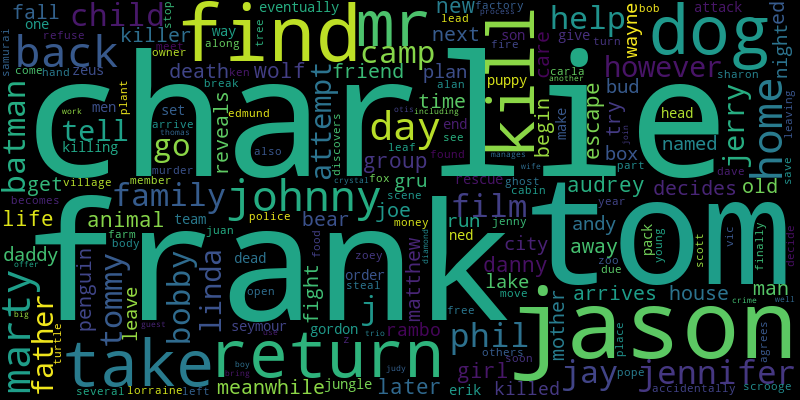 fall
one
child
stop
find
mr
eventually
way
along
tree
new
factory
process
lead
bob
help
attack
samurai
back
killer
owner
camp
next
son
fire
give
turn
wayne
dog
nighted
come
hand
zeus
refuse
meet
death
ken
wolf
friend
plan
alan
kill
care
carla
another
however
sharon
batman
men
plant
set
arrive
break
reveals
attempt
time
puppy
begin
make
escape
try
bud
head
home
leaving
save
charlie
tell
killing
work
go
thomas
murder
edmund
also
discovers
day
otis
including
end
see
leaf
group
found
box
named
jerry
join
part
dave
get
village
becomes
member
family
johnny
crystal
fox
scene
gru
rescue
manages
wife
ghost
cabin
audrey
decides
old
year
life
animal
farm
body
team
juan
police
bear
joe
money
film
run
ned
jenny
andy
away
pack
young
scott
vic
finally
decide
daddy
penguin
tommy
bobby
linda
frank
tom
dead
zoey
food
matthew
diamond
city
danny
zoo
due
offer
big
marty
father
turtle
leave
guest
open
order
steal
fight
j
free
lake
move
arrives
house
man
crime
well
seymour
use
gordon
z
trio
rambo
phil
others
soon
girl
mother
jason
place
agrees
take
return
boy
bring
judy
several
lorraine
left
meanwhile
jungle
later
erik
killed
jay
pope
jennifer
accidentally
scrooge